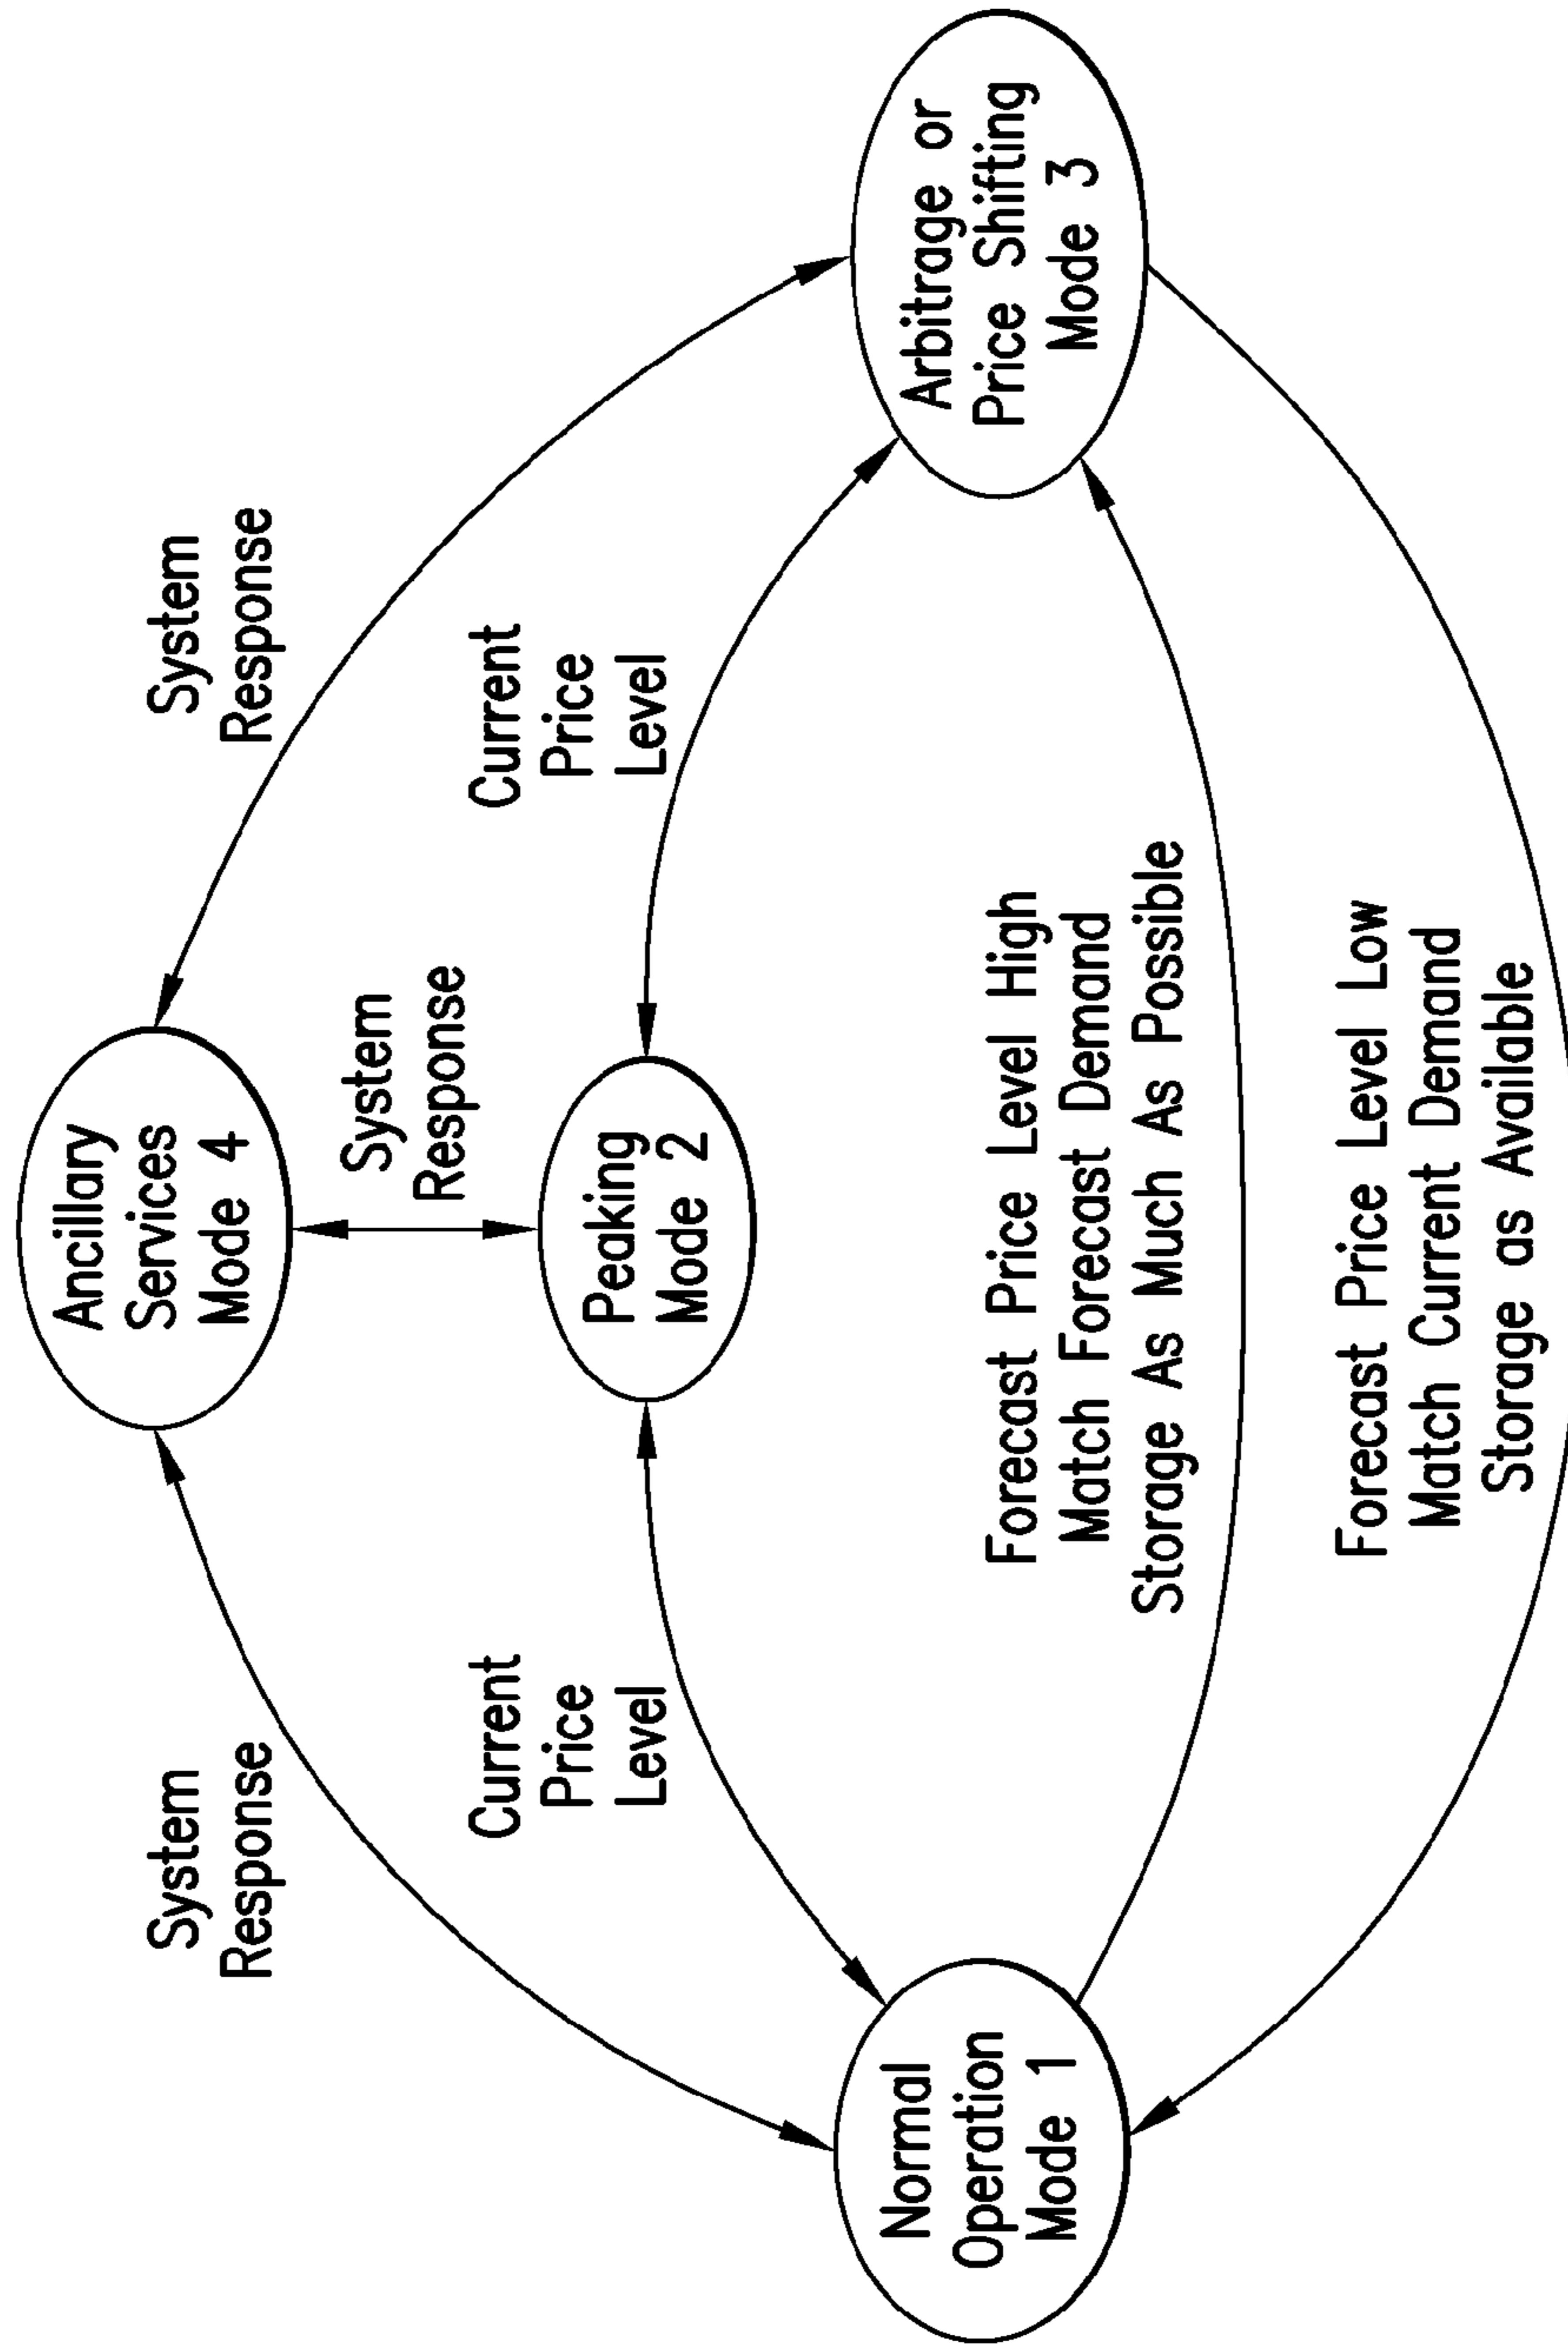 System
Response
Ancillary
Services
Mode 4
System
Response
System
Response
Current
Price
Level
Peaking
Mode 2
Current
Price
Level
Normal
Operation
Mode 1
Forecast Price Level High
Match Forecast Demand
Storage As Much As Possible
Arbitrage or
Price Shifting
Mode 3
Forecast Price Level Low
Match Current Demand
Storage as Available